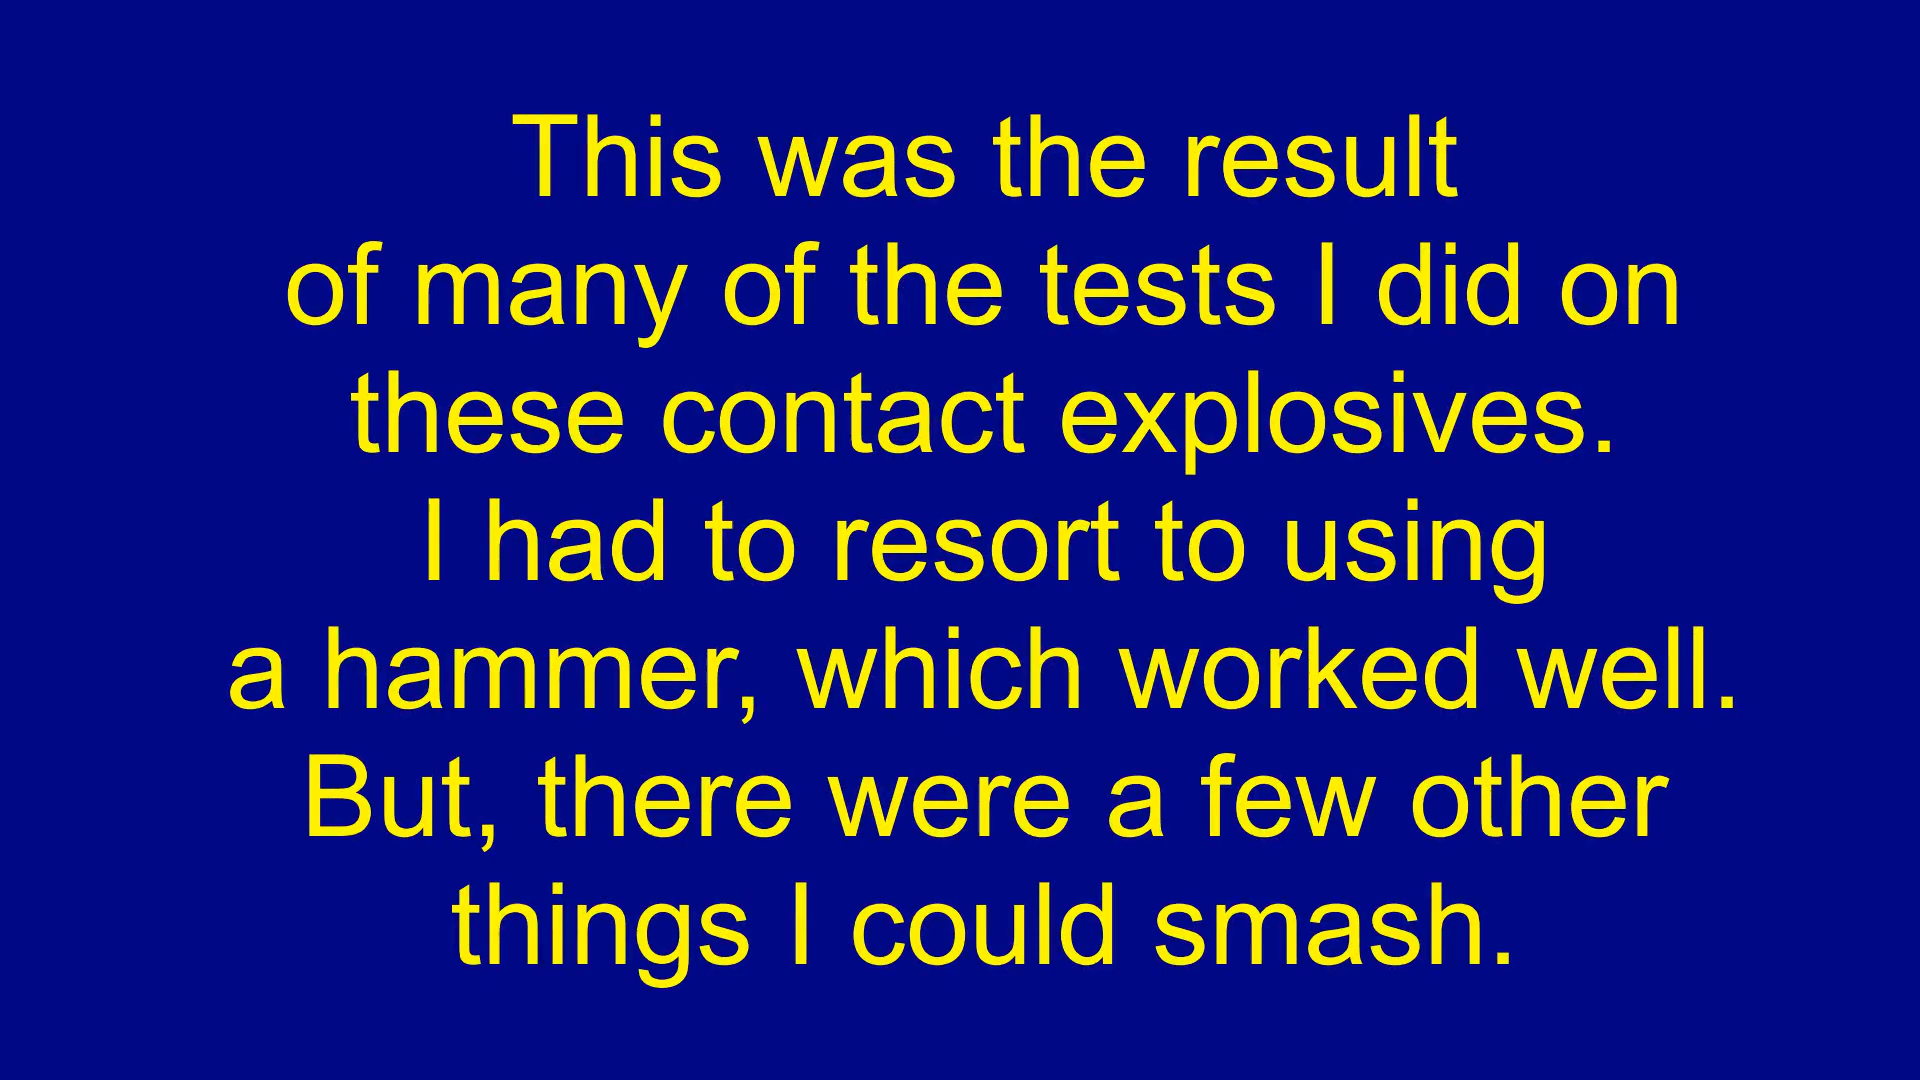 This was the result
of many of the tests I did on
these contact explosives.
I had to resort to using
a hammer, which worked well.
But, there were a few other
things I could smash.